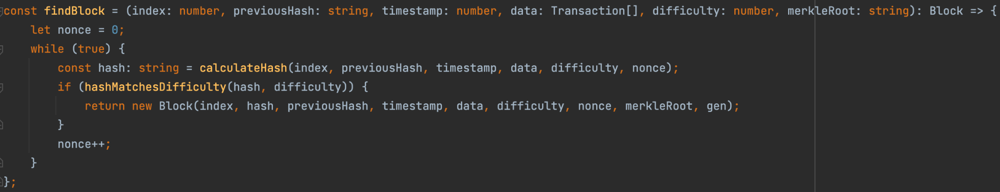 const findBlock = (index: number, previousHash: string, timestamp: number, data: Transaction[], difficulty: number, merkleRoot: string): Block => {
    let nonce = 0;
    while (true) {
        const hash: string = calculateHash(index, previousHash, timestamp, data, difficulty, nonce);
        if (hashMatchesDifficulty(hash, difficulty)) {
            return new Block(index, hash, previousHash, timestamp, data, difficulty, nonce, merkleRoot, gen);
        }
        nonce++;
    }
};